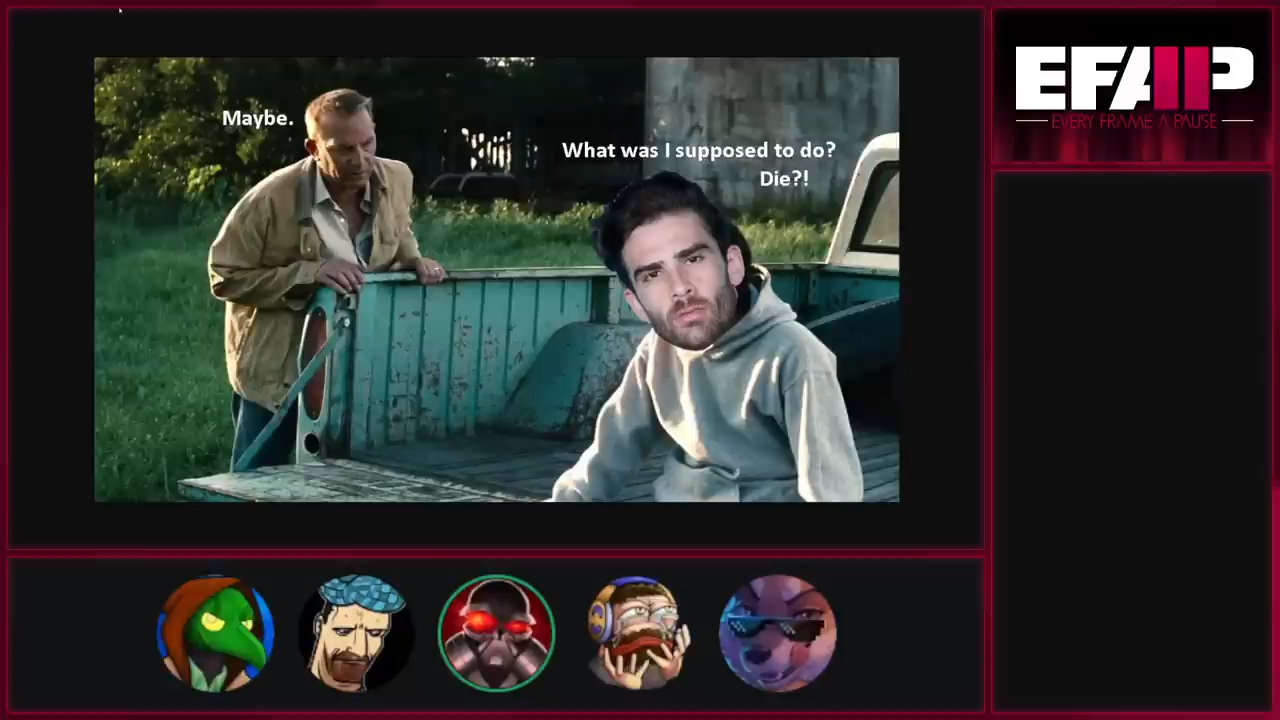 Maybe.
What was I supposed to do?
Die?!
EFAP
EVERY FRAME A PAUSE